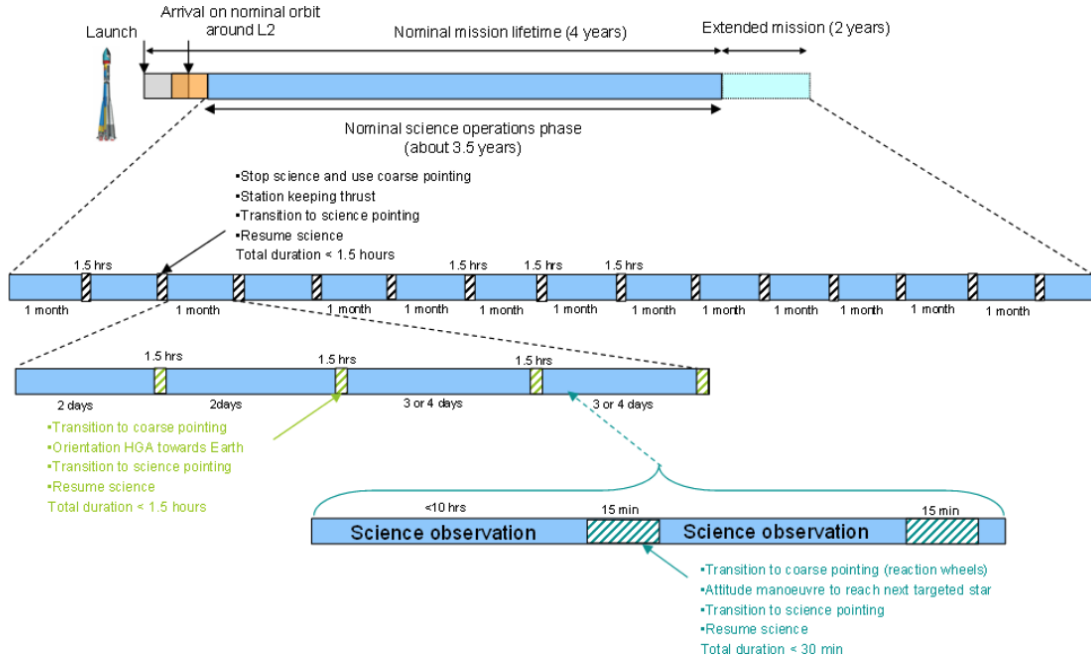 Arrival on nominal orbit
around L2
Launch
Nominal mission lifetime (4 years)
Extended mission (2 years)
Nominal science operations phase
(about 3.5 years)
▪Stop science and use coarse pointing
▪Station keeping thrust
▪Transition to science pointing
▪Resume science
Total duration < 1.5 hours
1.5 hrs
1.5 hrs
1.5 hrs
1.5 hrs
1 month
1 month
1 month
1 month
1 month
1 month
1 month
1 month
1 month
1 month
1.5 hrs
1.5 hrs
1.5 hrs
2 days
2days
3 or 4 days
3 or 4 days
▪Transition to coarse pointing
▪Orientation HGA towards Earth
▪Transition to science pointing
▪Resume science
Total duration < 1.5 hours
<10 hrs
15 min
15 min
Science observation
Science observation
▪Transition to coarse pointing (reaction wheels)
▪Attitude manoeuvre to reach next targeted star
▪Transition to science pointing
▪Resume science
Total duration < 30 min